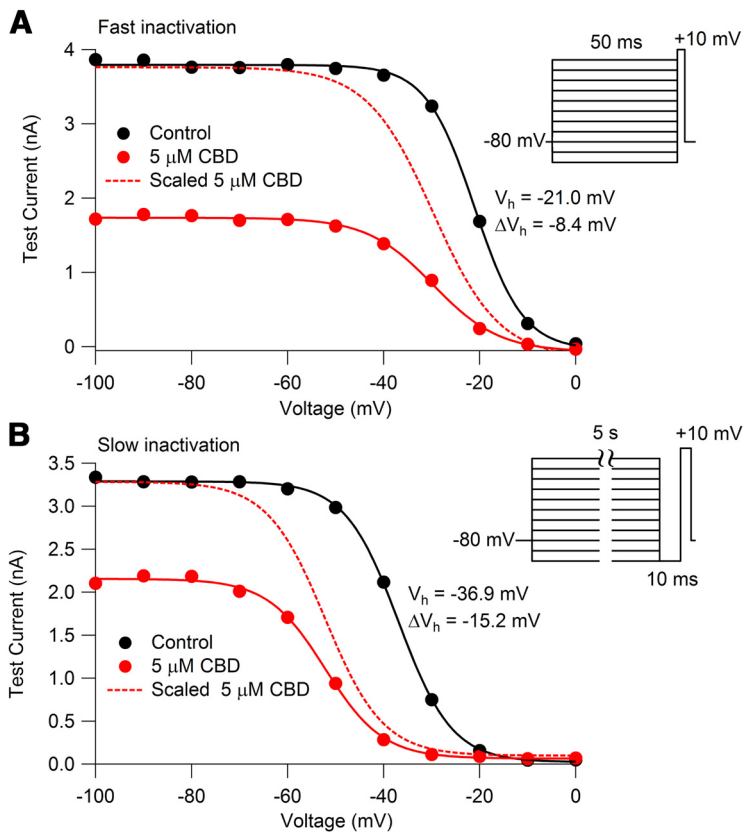 A
Fast inactivation
50 ms
+10 mV
-80 mV
4
3
2
1
0
Test Current (nA)
Control
5 μM CBD
Scaled 5 μM CBD
Vh = -21.0 mV
ΔVh = -8.4 mV
-100
-80
-60
-40
-20
0
Voltage (mV)
B
Slow inactivation
5 s
+10 mV
-80 mV
10 ms
3.5
3.0
2.5
2.0
1.5
1.0
0.5
0.0
Test Current (nA)
Control
5 μM CBD
Scaled 5 μM CBD
Vh = -36.9 mV
ΔVh = -15.2 mV
-100
-80
-60
-40
-20
0
Voltage (mV)